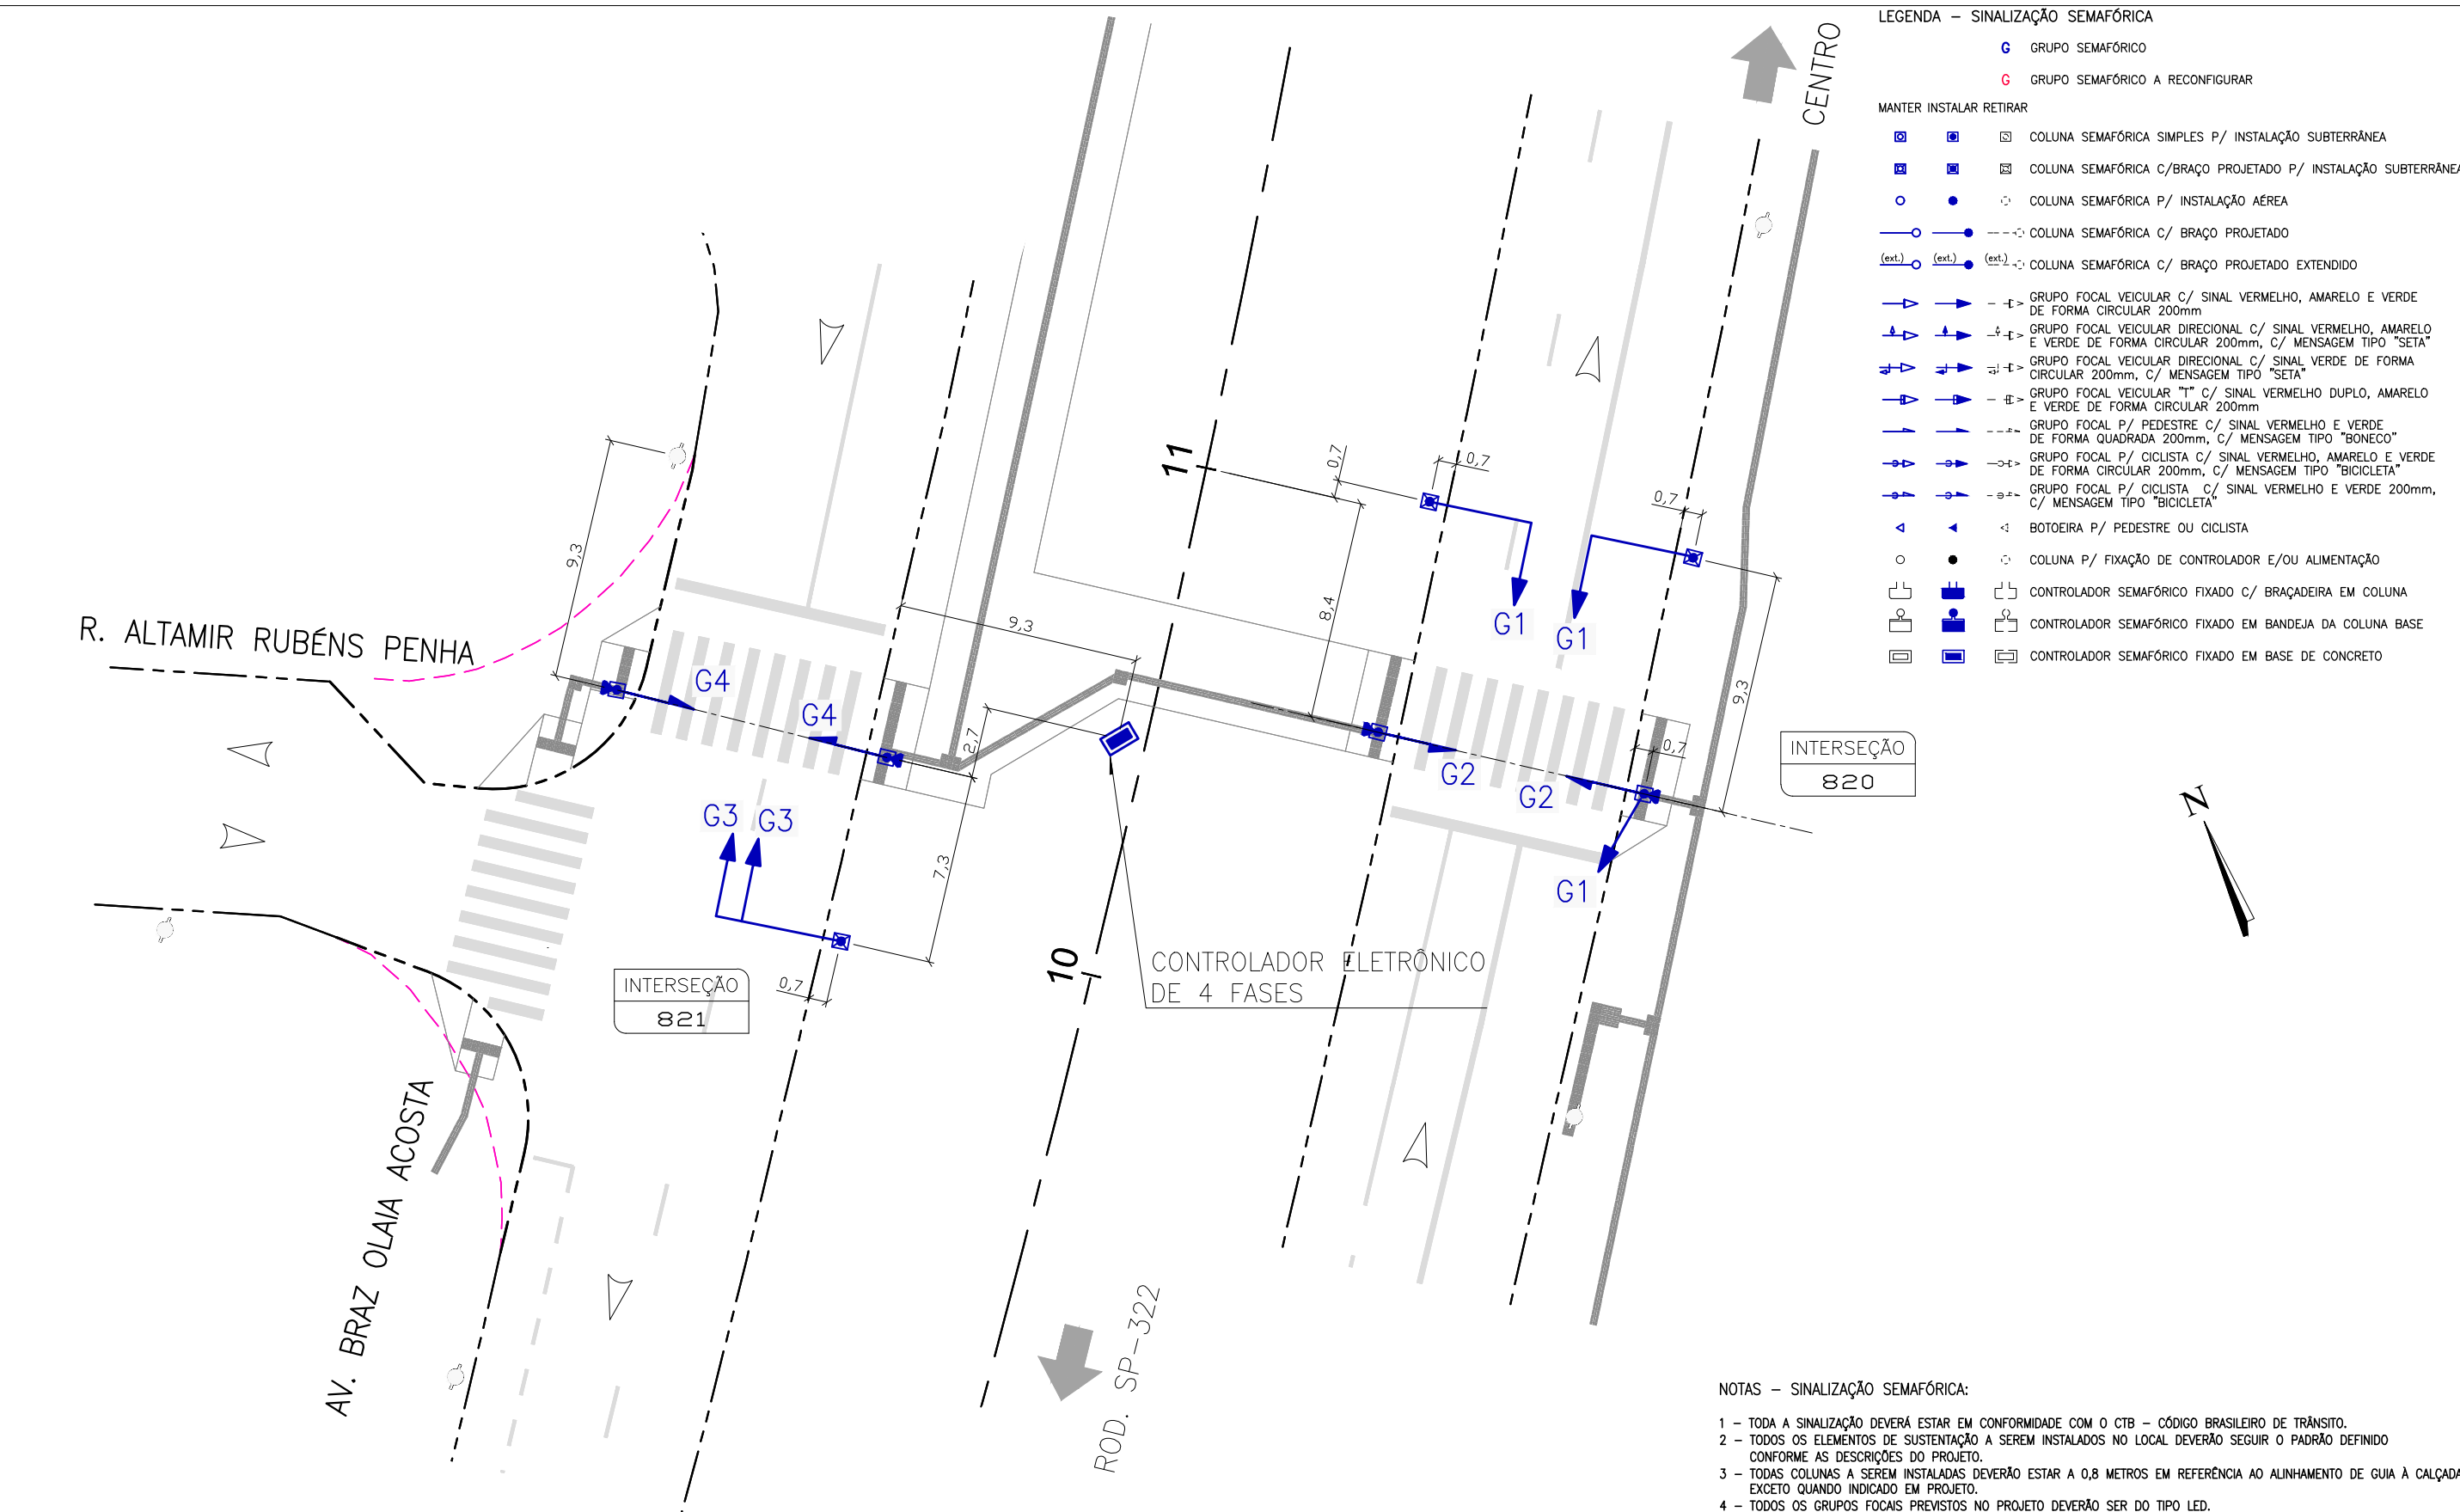 LEGENDA – SINALIZAÇÃO SEMAFÓRICA
G GRUPO SEMAFÓRICO
G GRUPO SEMAFÓRICO A RECONFIGURAR
MANTER INSTALAR RETIRAR
COLUNA SEMAFÓRICA SIMPLES P/ INSTALAÇÃO SUBTERRÂNEA
COLUNA SEMAFÓRICA C/BRAÇO PROJETADO P/ INSTALAÇÃO SUBTERRÂNEA
COLUNA SEMAFÓRICA P/ INSTALAÇÃO AÉREA
COLUNA SEMAFÓRICA C/ BRAÇO PROJETADO
(ext.) (ext.) (ext.) COLUNA SEMAFÓRICA C/ BRAÇO PROJETADO EXTENDIDO
GRUPO FOCAL VEICULAR C/ SINAL VERMELHO, AMARELO E VERDE
DE FORMA CIRCULAR 200mm
GRUPO FOCAL VEICULAR DIRECIONAL C/ SINAL VERMELHO, AMARELO
E VERDE DE FORMA CIRCULAR 200mm, C/ MENSAGEM TIPO "SETA"
GRUPO FOCAL VEICULAR DIRECIONAL C/ SINAL VERDE DE FORMA
CIRCULAR 200mm, C/ MENSAGEM TIPO "SETA"
GRUPO FOCAL VEICULAR "T" C/ SINAL VERMELHO DUPLO, AMARELO
E VERDE DE FORMA CIRCULAR 200mm
GRUPO FOCAL P/ PEDESTRE C/ SINAL VERMELHO E VERDE
DE FORMA QUADRADA 200mm, C/ MENSAGEM TIPO "BONECO"
GRUPO FOCAL P/ CICLISTA C/ SINAL VERMELHO, AMARELO E VERDE
DE FORMA CIRCULAR 200mm, C/ MENSAGEM TIPO "BICICLETA"
GRUPO FOCAL P/ CICLISTA C/ SINAL VERMELHO E VERDE 200mm,
C/ MENSAGEM TIPO "BICICLETA"
BOTOEIRA P/ PEDESTRE OU CICLISTA
COLUNA P/ FIXAÇÃO DE CONTROLADOR E/OU ALIMENTAÇÃO
CONTROLADOR SEMAFÓRICO FIXADO C/ BRAÇADEIRA EM COLUNA
CONTROLADOR SEMAFÓRICO FIXADO EM BANDEJA DA COLUNA BASE
CONTROLADOR SEMAFÓRICO FIXADO EM BASE DE CONCRETO
CENTRO
11
0,7
0,7
0,7
9,3
8,4
9,3
9,3
G1
G1
R. ALTAMIR RUBÉNS PENHA
G4
G4
2,7
0,7
G2
G2
INTERSEÇÃO
820
N
G3
G3
7,3
G1
10
CONTROLADOR ELETRÔNICO
DE 4 FASES
INTERSEÇÃO
821
0,7
AV. BRAZ OLAIA ACOSTA
ROD. SP-322
NOTAS – SINALIZAÇÃO SEMAFÓRICA:
1 – TODA A SINALIZAÇÃO DEVERÁ ESTAR EM CONFORMIDADE COM O CTB – CÓDIGO BRASILEIRO DE TRÂNSITO.
2 – TODOS OS ELEMENTOS DE SUSTENTAÇÃO A SEREM INSTALADOS NO LOCAL DEVERÃO SEGUIR O PADRÃO DEFINIDO
CONFORME AS DESCRIÇÕES DO PROJETO.
3 – TODAS COLUNAS A SEREM INSTALADAS DEVERÃO ESTAR A 0,8 METROS EM REFERÊNCIA AO ALINHAMENTO DE GUIA À CALÇADA
EXCETO QUANDO INDICADO EM PROJETO.
4 – TODOS OS GRUPOS FOCAIS PREVISTOS NO PROJETO DEVERÃO SER DO TIPO LED.